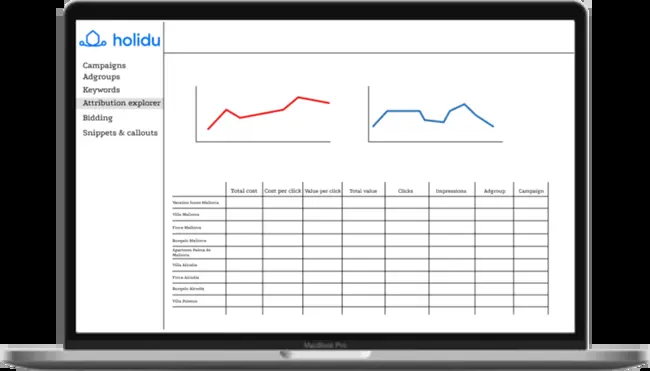 holidu
Campaigns
Adgroups
Keywords
Attribution explorer
Bidding
Snippets & callouts
Total cost Cost per click Value per click Total value Clicks Impressions Adgroup Campaign
Vacation home Mallorca
Villa Mallorca
Finca Mallorca
Bungalo Mallorca
Apartment Palma de
Mallorca
Villa Alcudia
Finca Alcudia
Bungalo Alcudia
Villa
MacBook Pro